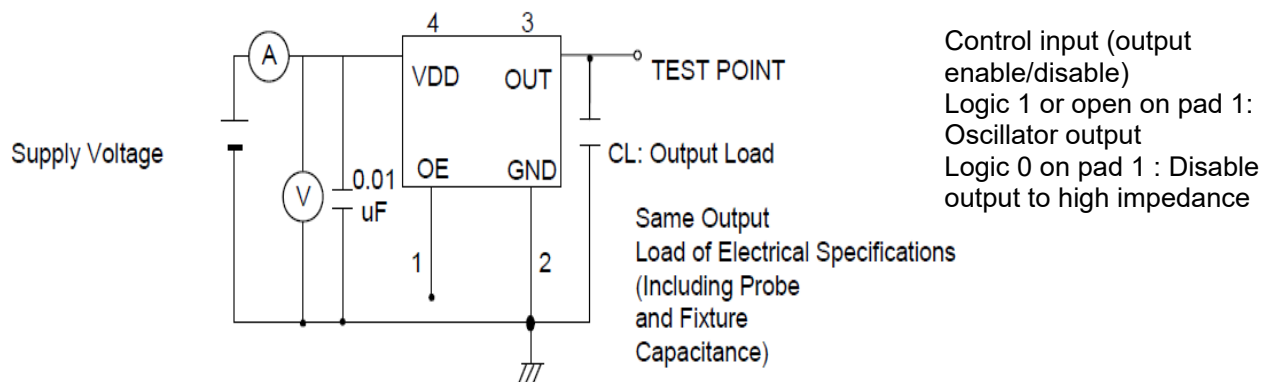 4
3
A
VDD
OUT
TEST POINT
Supply Voltage
CL: Output Load
OE
GND
V
0.01
uF
1
2
Same Output
Load of Electrical Specifications
(Including Probe
and Fixture
Capacitance)
Control input (output
enable/disable)
Logic 1 or open on pad 1:
Oscillator output
Logic 0 on pad 1 : Disable
output to high impedance